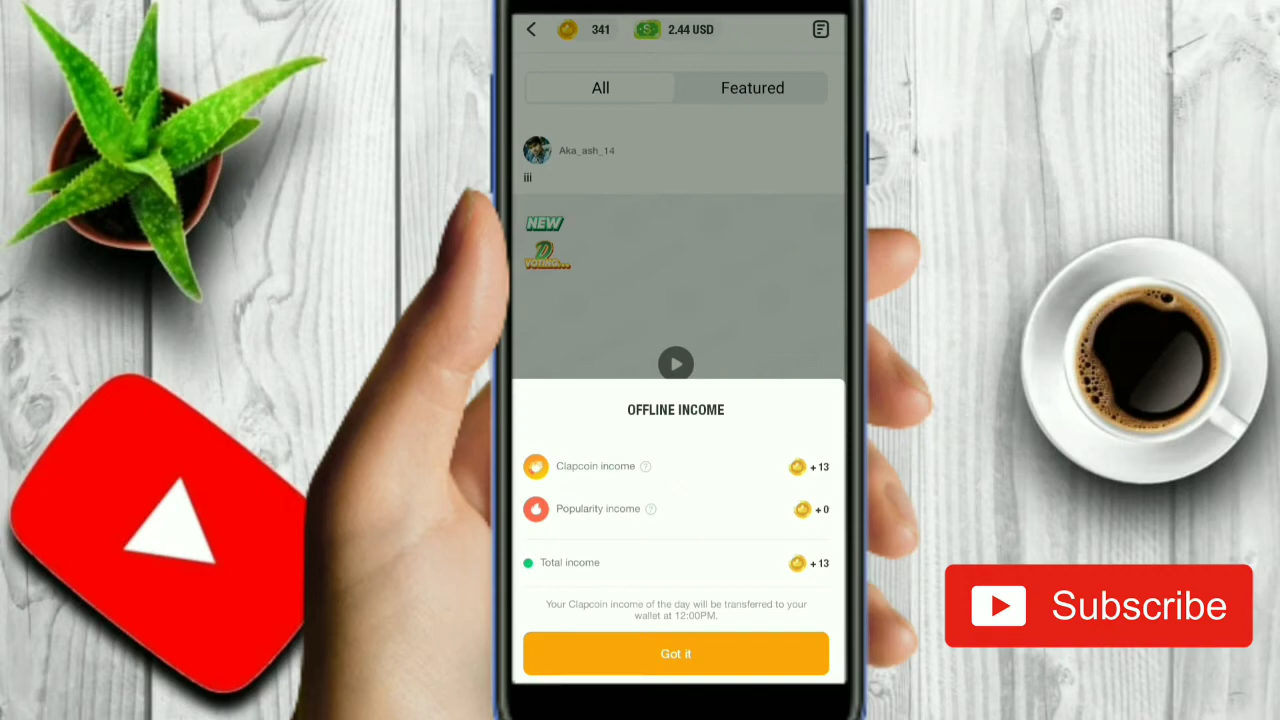 341
2.44 USD
All
Featured
Aka_ash_14
iii
NEW
VOTING...
OFFLINE INCOME
Clapcoin income ?
+ 13
Popularity income ?
+ 0
Total income
+ 13
Your Clapcoin income of the day will be transferred to your
wallet at 12:00PM.
Got it
Subscribe